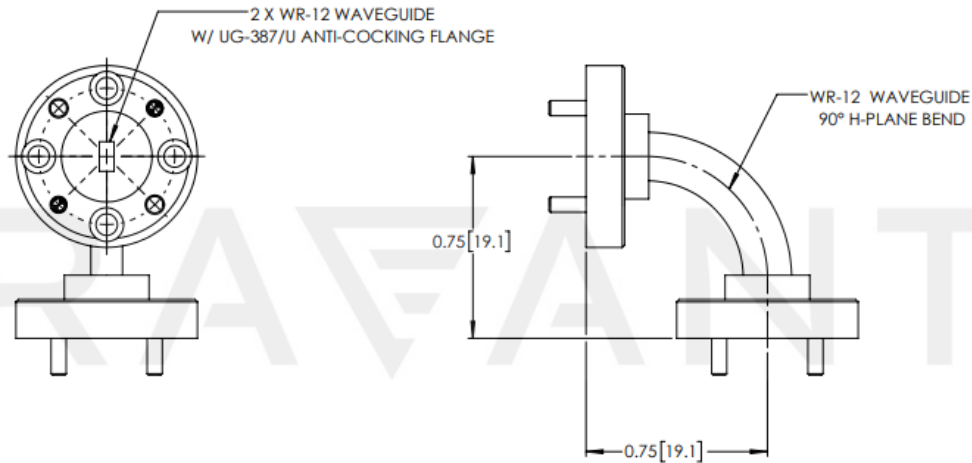 2 X WR-12 WAVEGUIDE
W/ UG-387/U ANTI-COCKING FLANGE
WR-12 WAVEGUIDE
90° H-PLANE BEND
0.75[19.1]
0.75[19.1]
RAVANT